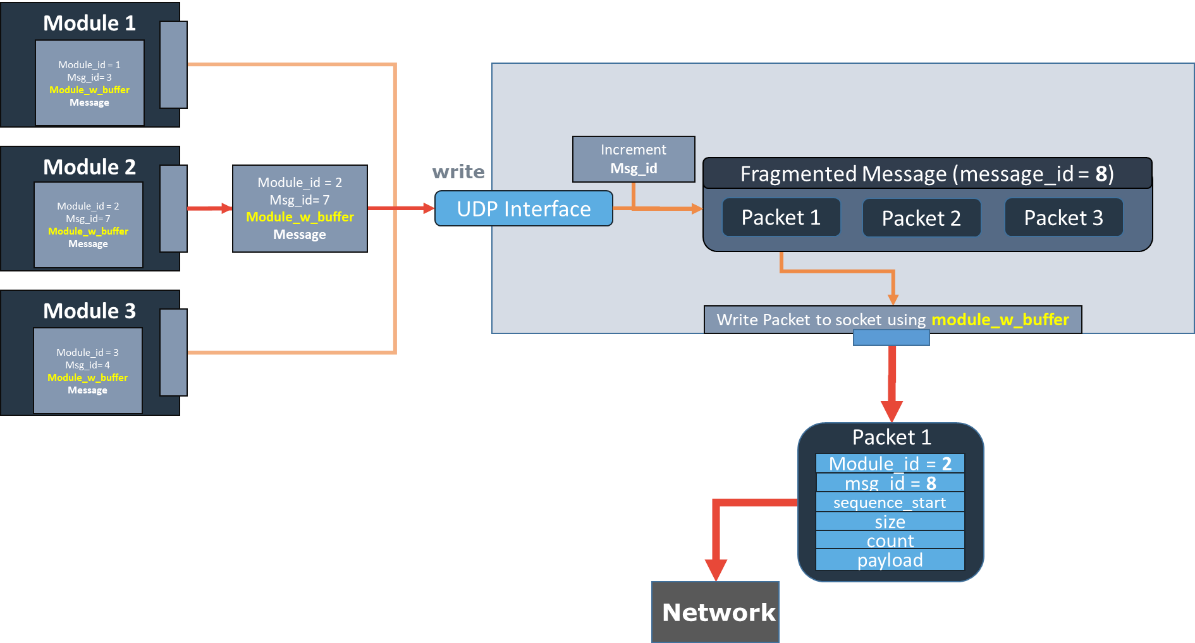 Module 1
Module_id = 1
Msg_id= 3
Module_w_buffer
Message
Module 2
Module_id = 2
Msg_id= 7
Module_w_buffer
Message
Module 3
Module_id = 3
Msg_id= 4
Module_w_buffer
Message
Module_id = 2
Msg_id= 7
Module_w_buffer
Message
write
UDP Interface
Increment
Msg_id
Fragmented Message (message_id = 8)
Packet 1
Packet 2
Packet 3
Write Packet to socket using module_w_buffer
Packet 1
Module_id = 2
msg_id = 8
sequence_start
size
count
payload
Network